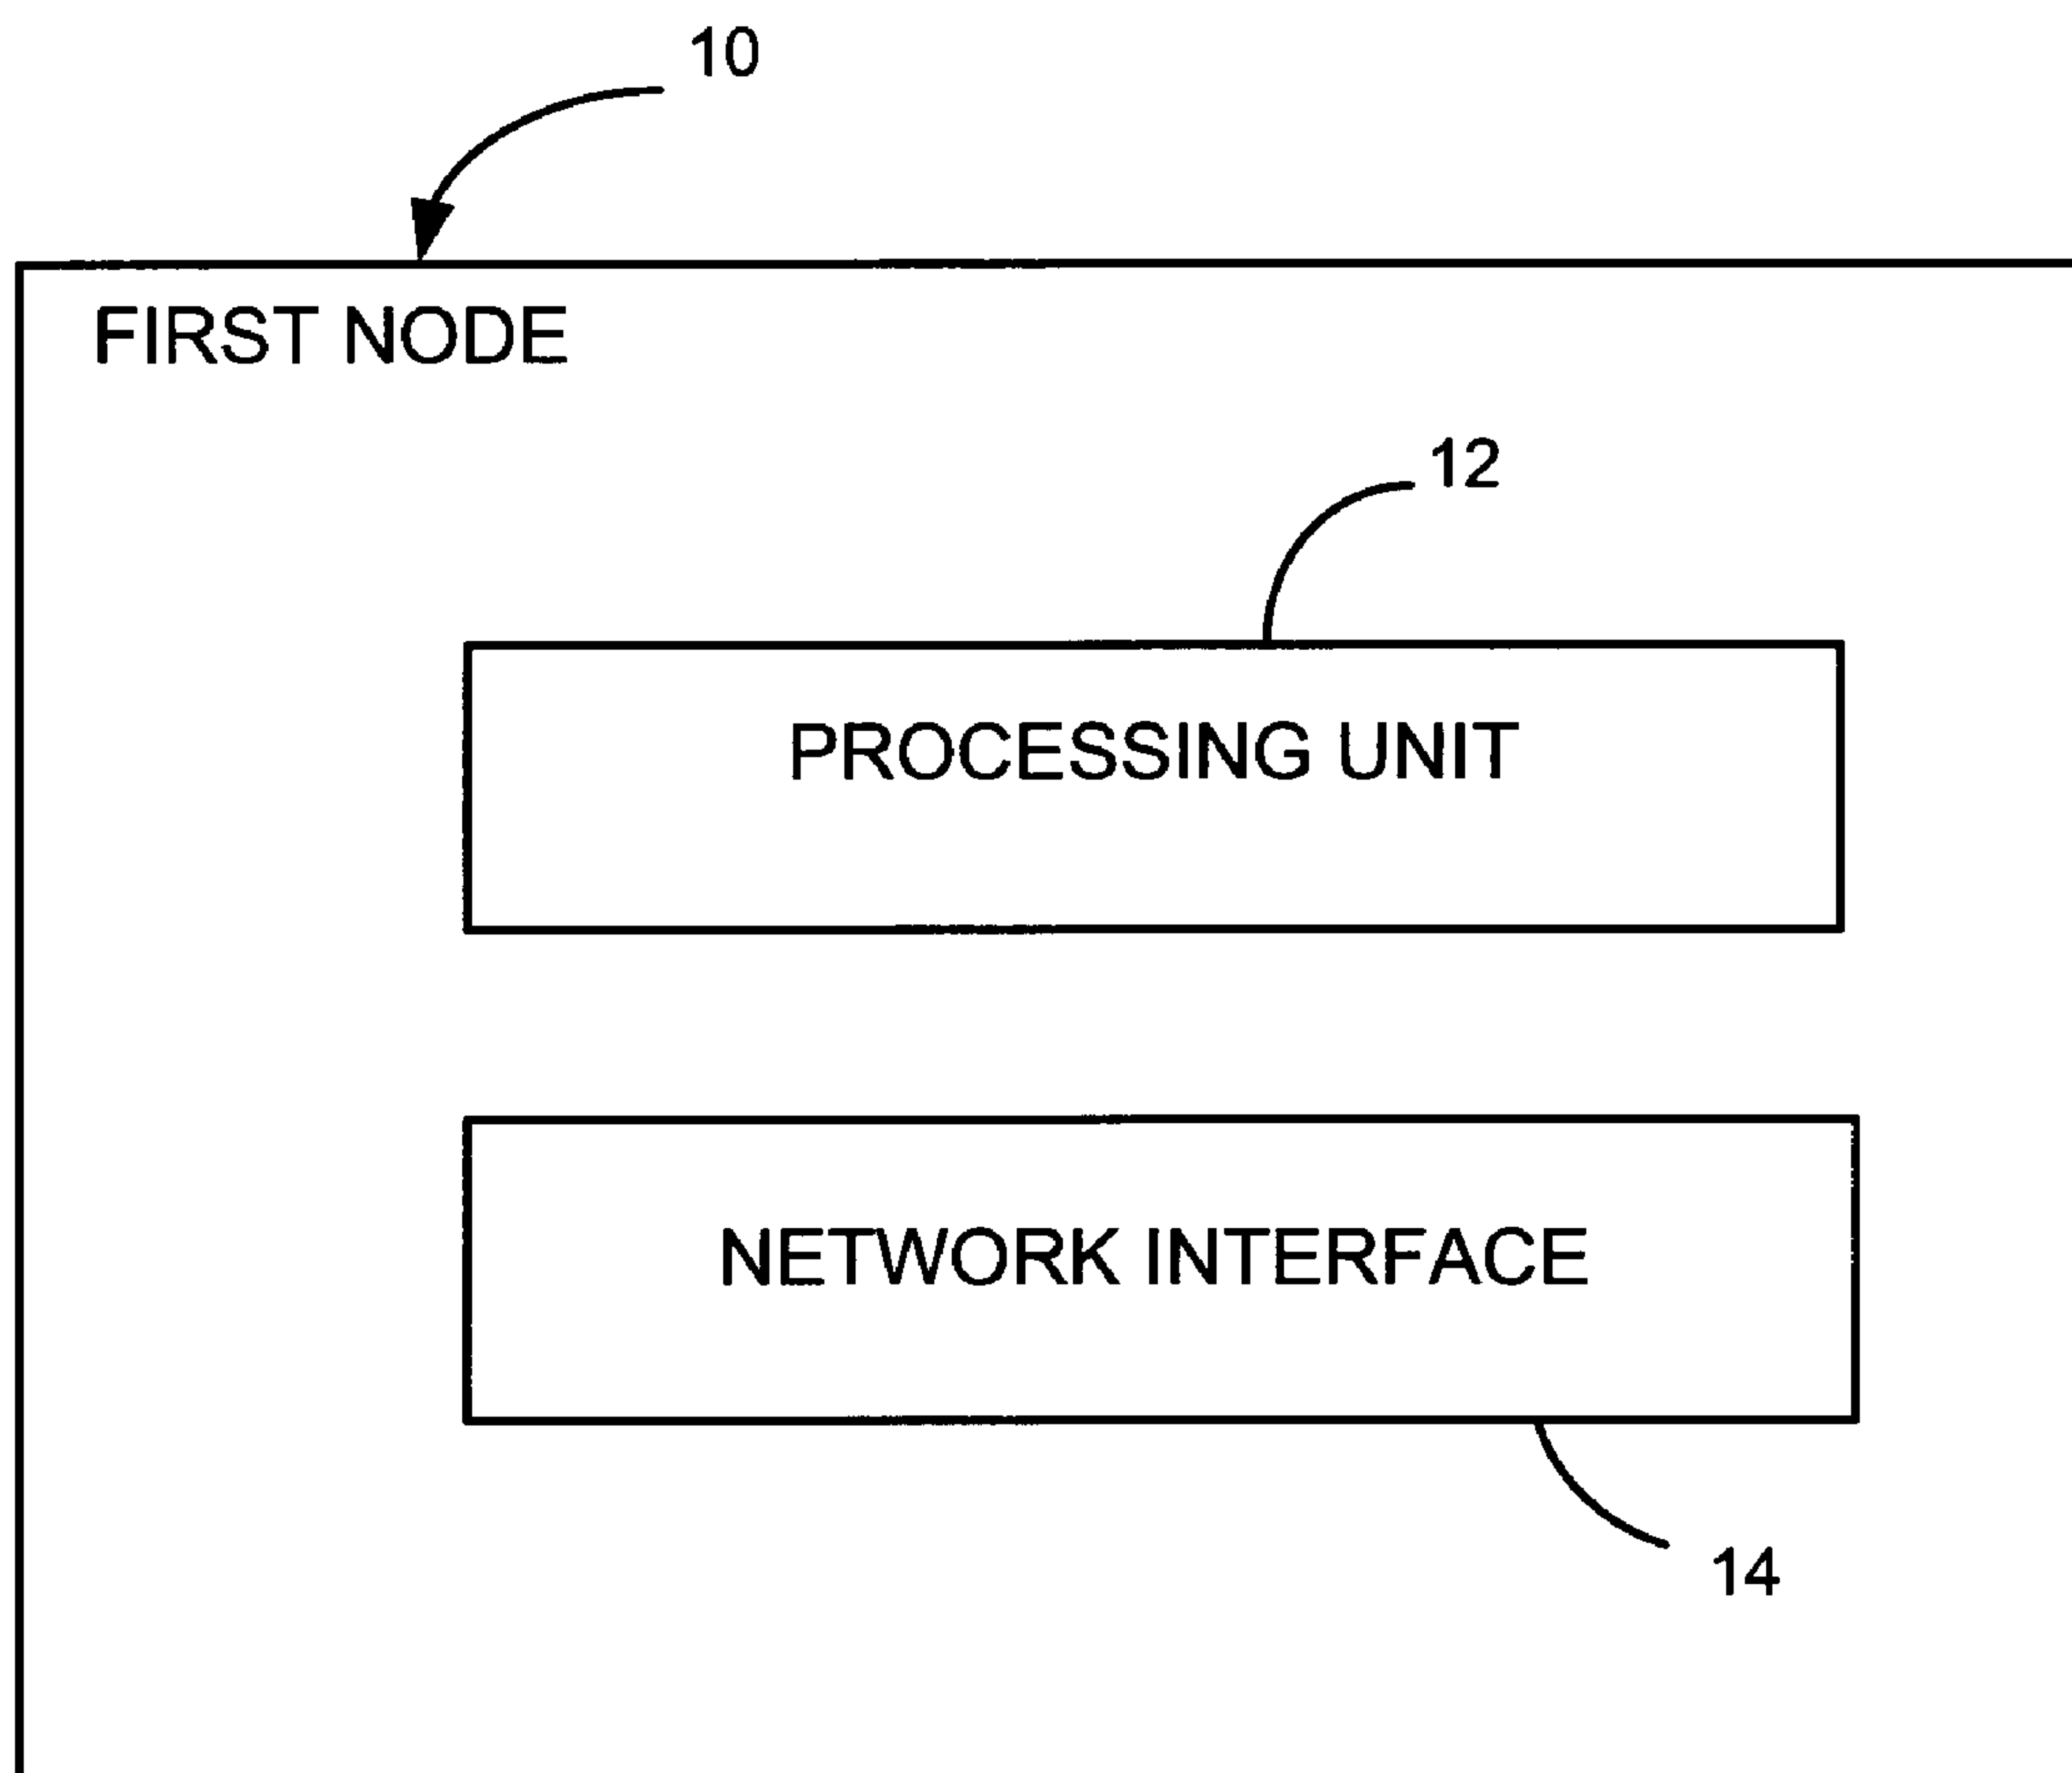 10
FIRST NODE
12
PROCESSING UNIT
NETWORK INTERFACE
14